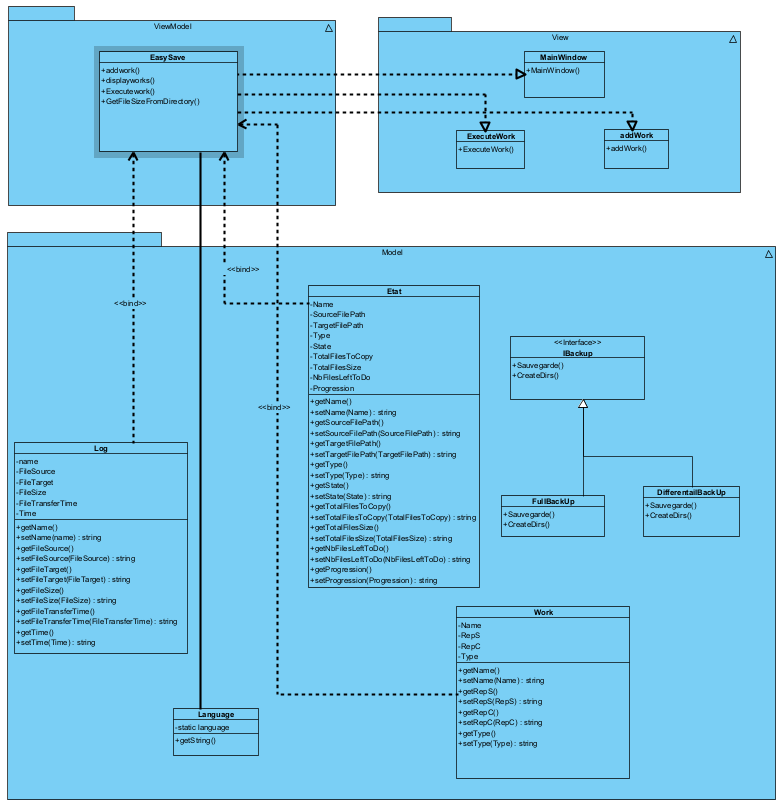 ViewModel
EasySave
+addwork()
+displayworks()
+Executework()
+GetFileSizeFromDirectory()
View
MainWindow
+MainWindow()
ExecuteWork
+ExecuteWork()
addWork
+addWork()
Model
<<bind>>
<<bind>>
<<bind>>
Etat
-Name
-SourceFilePath
-TargetFilePath
-Type
-State
-TotalFilesToCopy
-TotalFilesSize
-NbFilesLeftToDo
-Progression
+getName()
+setName(Name) : string
+getSourceFilePath()
+setSourceFilePath(SourceFilePath) : string
+getTargetFilePath()
+setTargetFilePath(TargetFilePath) : string
+getType()
+setType(Type) : string
+getState()
+setState(State) : string
+getTotalFilesToCopy()
+setTotalFilesToCopy(TotalFilesToCopy) : string
+getTotalFilesSize()
+setTotalFilesSize(TotalFilesSize) : string
+getNbFilesLeftToDo()
+setNbFilesLeftToDo(NbFilesLeftToDo) : string
+getProgression()
+setProgression(Progression) : string
<<Interface>>
IBackup
+Sauvegarde()
+CreateDirs()
FullBackUp
+Sauvegarde()
+CreateDirs()
DifferentailBackUp
+Sauvegarde()
+CreateDirs()
Log
-name
-FileSource
-FileTarget
-FileSize
-FileTransferTime
-Time
+getName()
+setName(name) : string
+getFileSource()
+setFileSource(FileSource) : string
+getFileTarget()
+setFileTarget(FileTarget) : string
+getFileSize()
+setFileSize(FileSize) : string
+getFileTransferTime()
+setFileTransferTime(FileTransferTime) : string
+getTime()
+setTime(Time) : string
Work
-Name
-RepS
-RepC
-Type
+getName()
+setName(Name) : string
+getRepS()
+setRepS(RepS) : string
+getRepC()
+setRepC(RepC) : string
+getType()
+setType(Type) : string
Language
-static language
+getString()